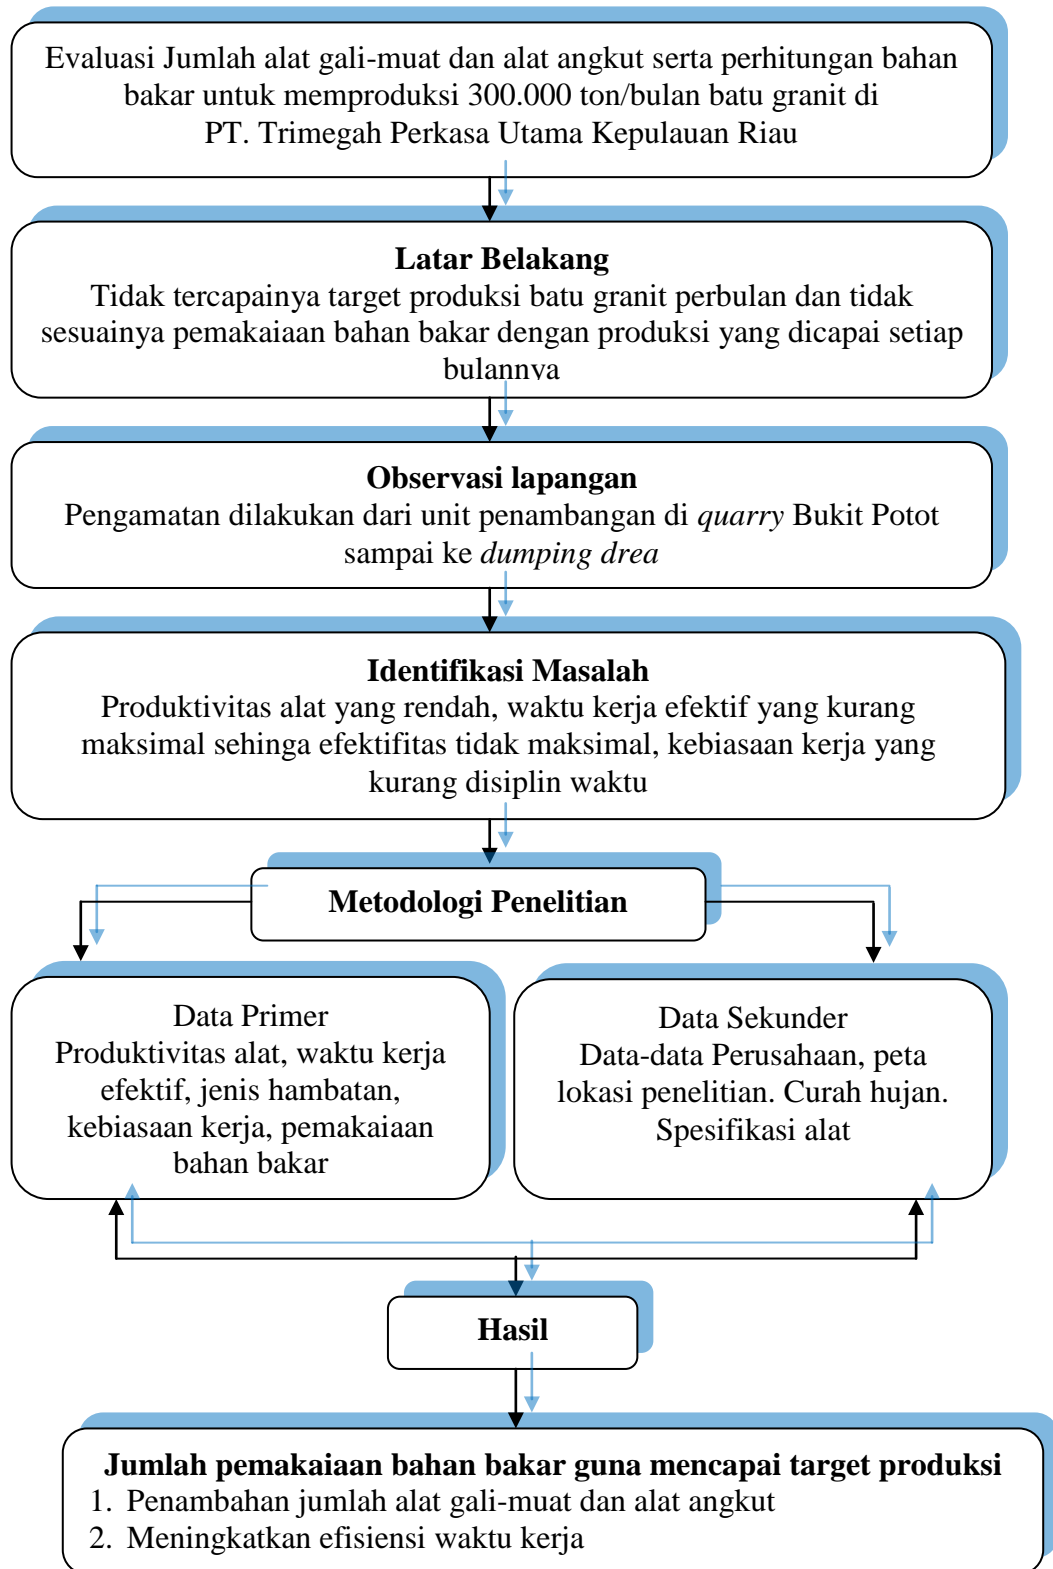 Evaluasi Jumlah alat gali-muat dan alat angkut serta perhitungan bahan
bakar untuk memproduksi 300.000 ton/bulan batu granit di
PT. Trimegah Perkasa Utama Kepulauan Riau
Latar Belakang
Tidak tercapainya target produksi batu granit perbulan dan tidak
sesuainya pemakaiaan bahan bakar dengan produksi yang dicapai setiap
bulannya
Observasi lapangan
Pengamatan dilakukan dari unit penambangan di quarry Bukit Potot
sampai ke dumping drea
Identifikasi Masalah
Produktivitas alat yang rendah, waktu kerja efektif yang kurang
maksimal sehinga efektifitas tidak maksimal, kebiasaan kerja yang
kurang disiplin waktu
Metodologi Penelitian
Data Primer
Produktivitas alat, waktu kerja
efektif, jenis hambatan,
kebiasaan kerja, pemakaiaan
bahan bakar
Data Sekunder
Data-data Perusahaan, peta
lokasi penelitian. Curah hujan.
Spesifikasi alat
Hasil
Jumlah pemakaiaan bahan bakar guna mencapai target produksi
1. Penambahan jumlah alat gali-muat dan alat angkut
2. Meningkatkan efisiensi waktu kerja